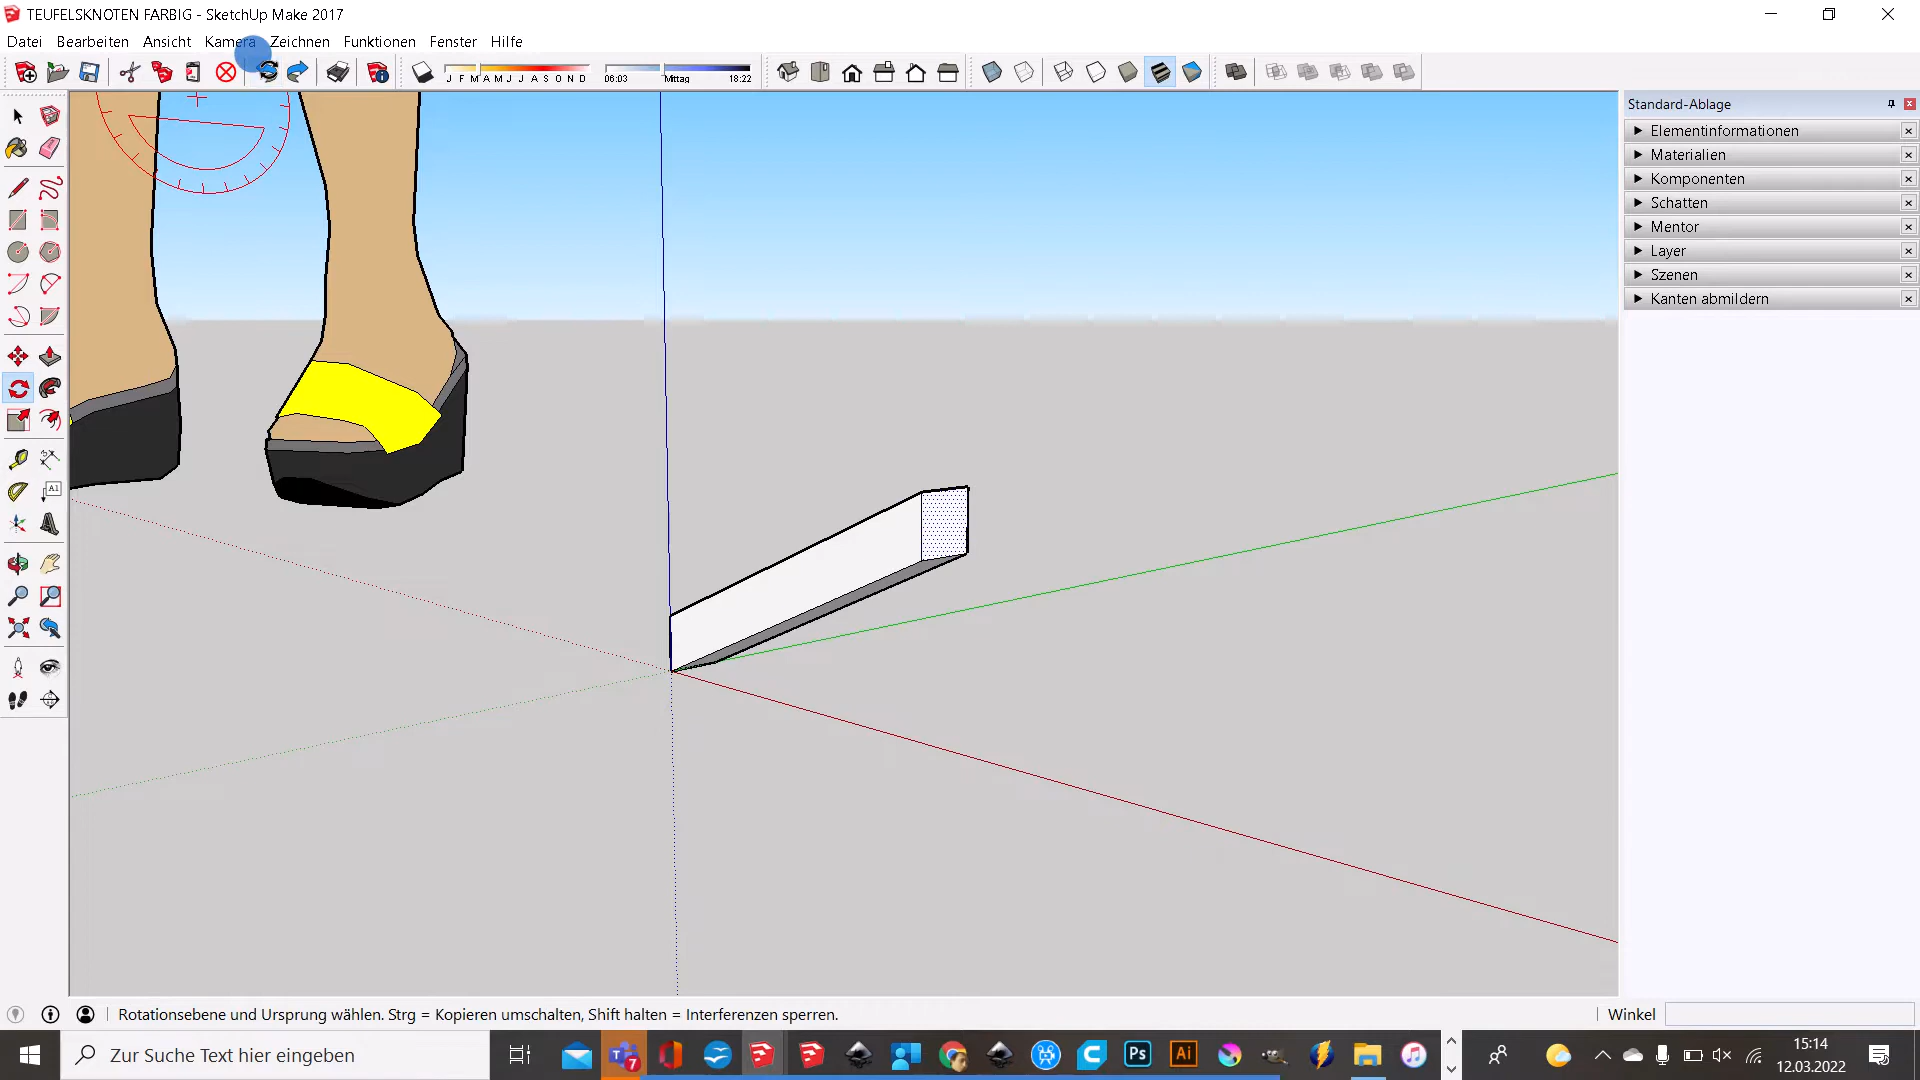 TEUFELSKNOTEN FARBIG - SketchUp Make 2017
Datei Bearbeiten Ansicht Kamera Zeichnen Funktionen Fenster Hilfe
J F M A M J J A S O N D 06:03 Mittag 18:22
Standard-Ablage
Elementinformationen
Materialien
Komponenten
Schatten
Mentor
Layer
Szenen
Kanten abmildern
A1
Rotationsebene und Ursprung wählen. Strg = Kopieren umschalten, Shift halten = Interferenzen sperren.
Winkel
Zur Suche Text hier eingeben
7
Ps
Ai
15:14
12.03.2022